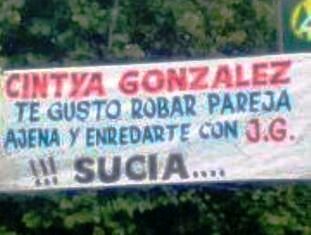 CINTYA GONZALEZ
TE GUSTO ROBAR PAREJA
AJENA Y ENREDARTE CON J.G.
!!! SUCIA....